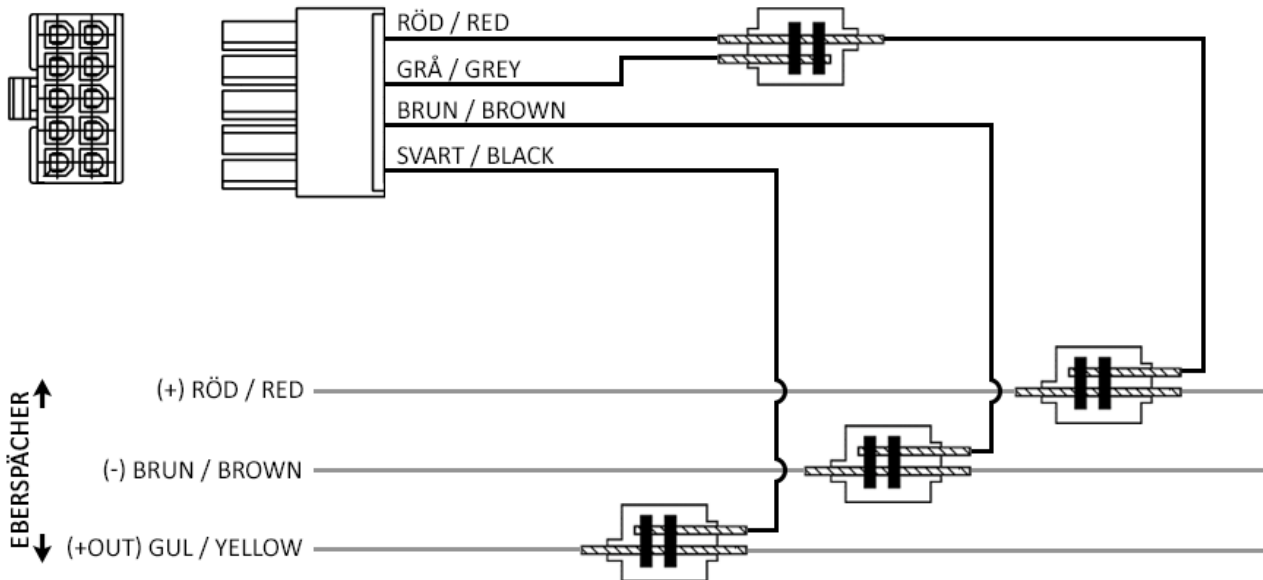 RÖD / RED
GRÅ / GREY
BRUN / BROWN
SVART / BLACK
EBERSPÄCHER
(+) RÖD / RED
(-) BRUN / BROWN
(+OUT) GUL / YELLOW